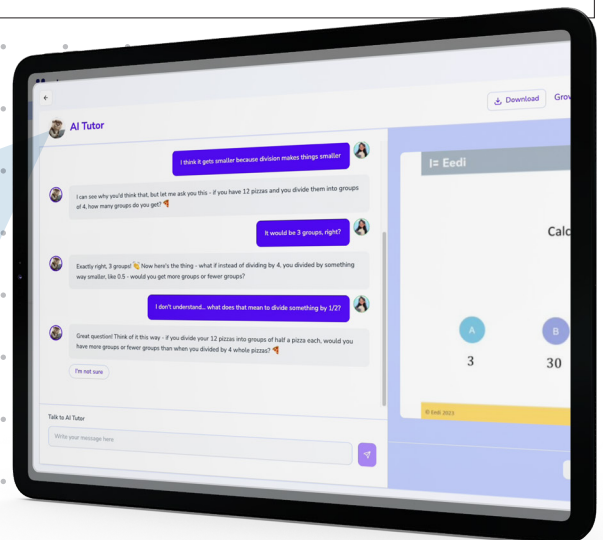 AI Tutor
Download
I think it gets smaller because division makes things smaller
I can see why you'd think that, but let me ask you this - if you have 12 pizzas and you divide them into groups
of 4, how many groups do you get? 🍕
It would be 3 groups, right?
Exactly right, 3 groups! 👏 Now here's the thing - what if instead of dividing by 4, you divided by something
way smaller, like 0.5 - would you get more groups or fewer groups?
I don't understand... what does that mean to divide something by 1/2?
Great question! Think of it this way - if you divide your 12 pizzas into groups of half a pizza each, would you
have more groups or fewer groups than when you divided by 4 whole pizzas? 🍕
I'm not sure
Talk to AI Tutor
Write your message here
Eedi
Calc
A
B
3
30
© Eedi 2023